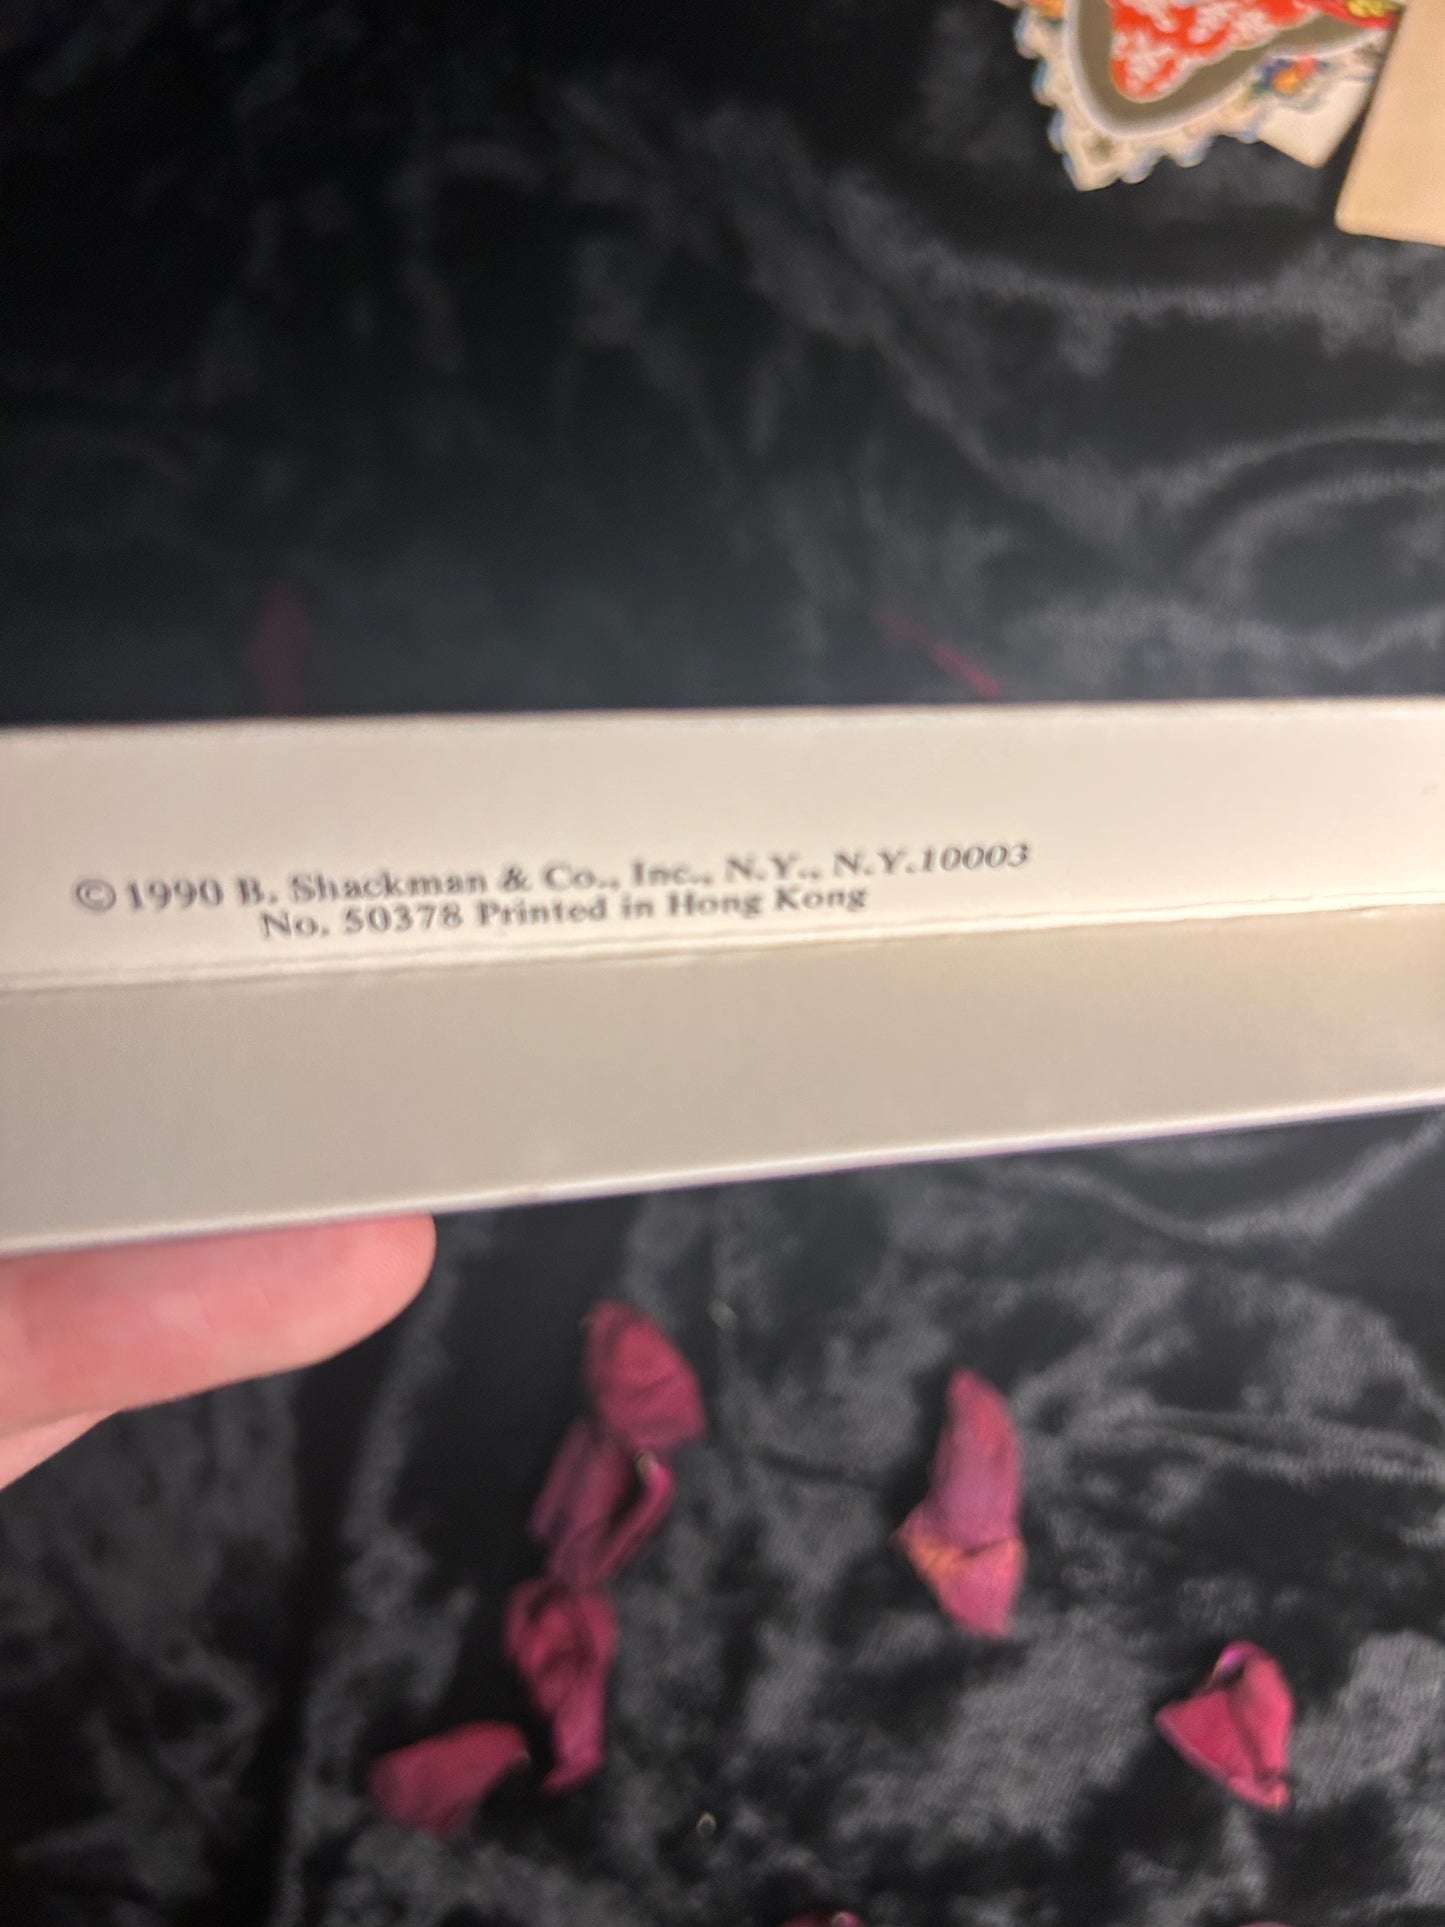 © 1990 B. Shackman & Co., Inc., N.Y., N.Y. 10003
No. 50378 Printed in Hong Kong